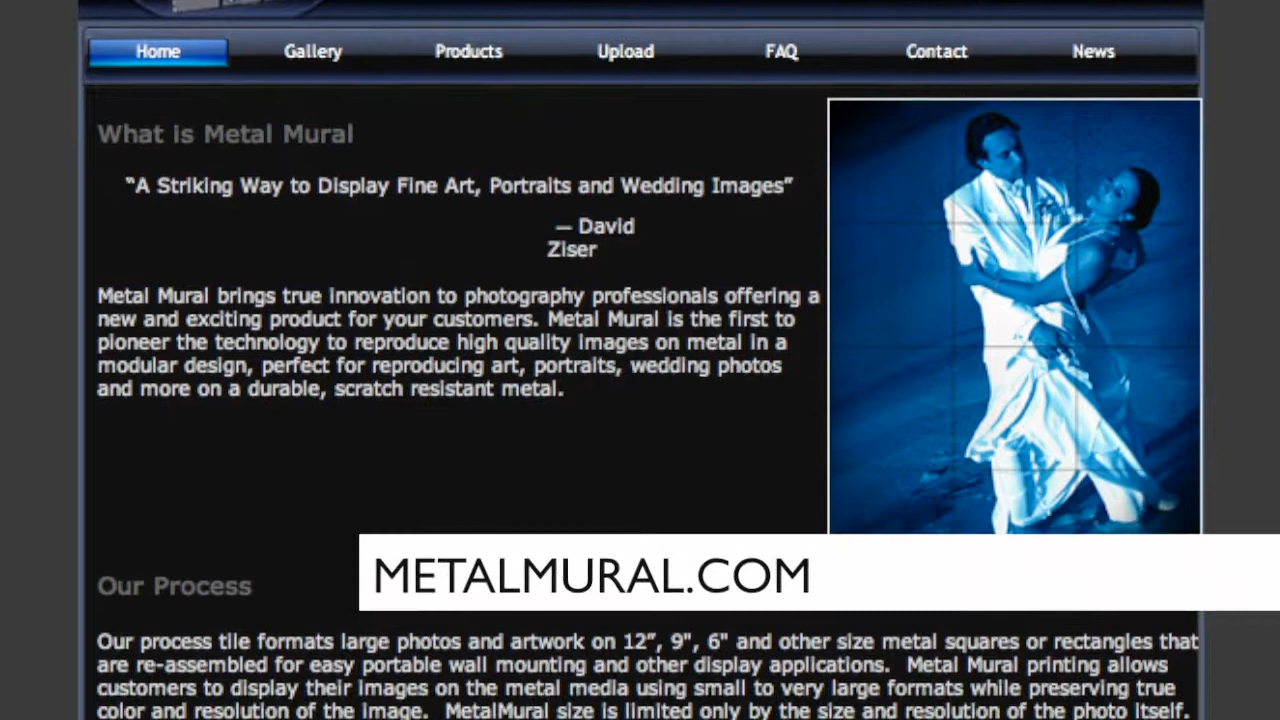 Home Gallery Products Upload FAQ Contact News
What is Metal Mural
“A Striking Way to Display Fine Art, Portraits and Wedding Images”
— David
Ziser
Metal Mural brings true innovation to photography professionals offering a
new and exciting product for your customers. Metal Mural is the first to
pioneer the technology to reproduce high quality images on metal in a
modular design, perfect for reproducing art, portraits, wedding photos
and more on a durable, scratch resistant metal.
METALMURAL.COM
Our Process
Our process tile formats large photos and artwork on 12”, 9", 6" and other size metal squares or rectangles that
are re-assembled for easy portable wall mounting and other display applications. Metal Mural printing allows
customers to display their images on the metal media using small to very large formats while preserving true
color and resolution of the image. MetalMural size is limited only by the size and resolution of the photo itself.